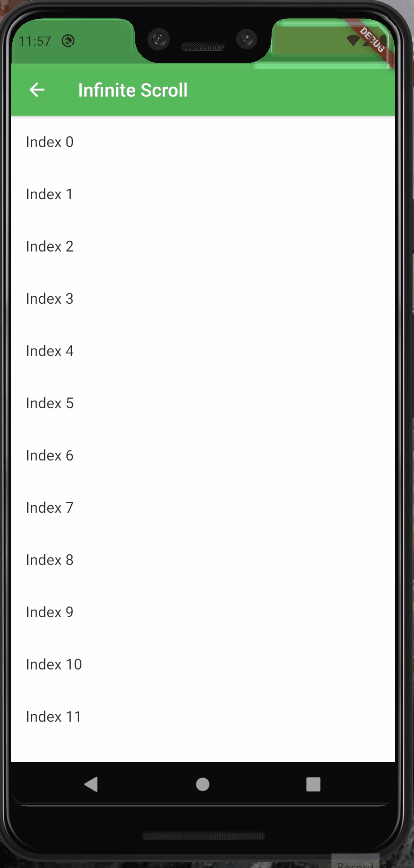 11:57
DEBUG
Infinite Scroll
Index 0
Index 1
Index 2
Index 3
Index 4
Index 5
Index 6
Index 7
Index 8
Index 9
Index 10
Index 11
Record